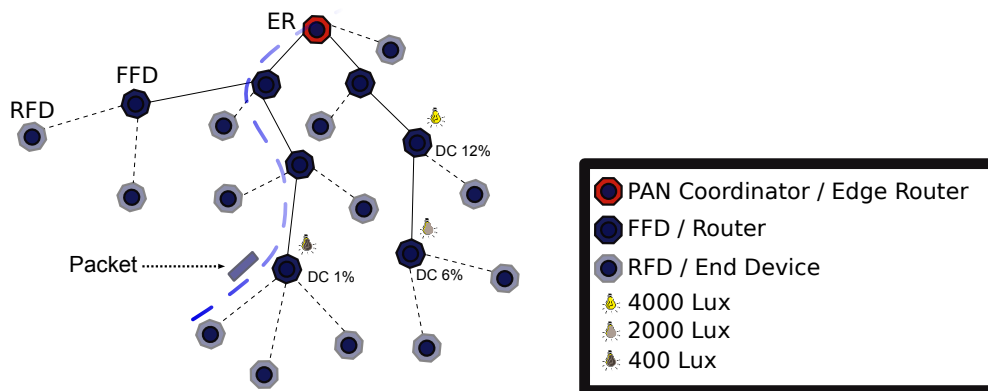 ER
FFD
RFD
DC 12%
DC 1%
DC 6%
Packet
PAN Coordinator / Edge Router
FFD / Router
RFD / End Device
4000 Lux
2000 Lux
400 Lux